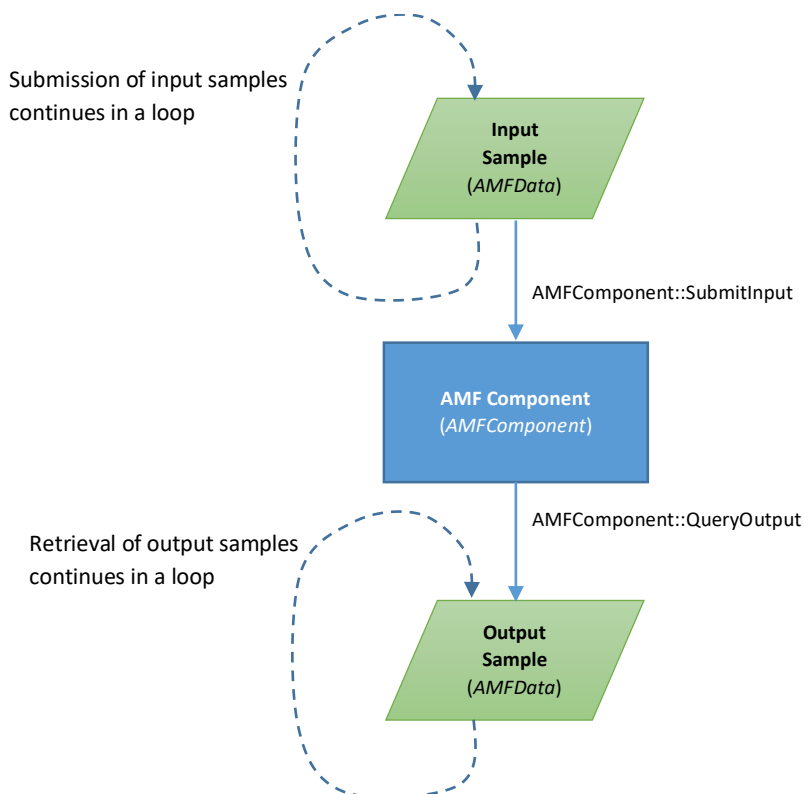 Submission of input samples
continues in a loop
Input
Sample
(AMFData)
AMFComponent::SubmitInput
AMF Component
(AMFComponent)
AMFComponent::QueryOutput
Retrieval of output samples
continues in a loop
Output
Sample
(AMFData)